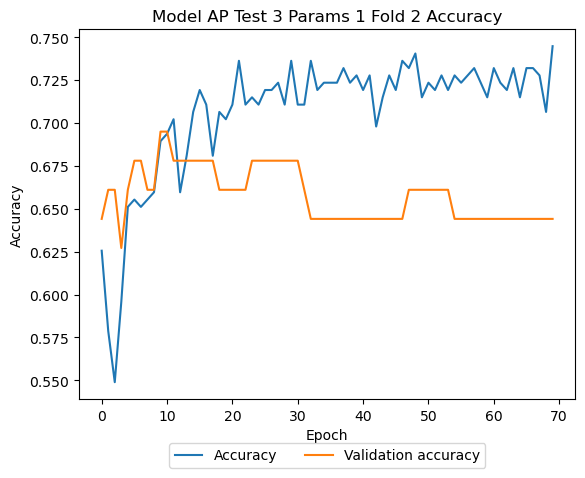 Model AP Test 3 Params 1 Fold 2 Accuracy
0.750
0.725
0.700
0.675
0.650
0.625
0.600
0.575
0.550
Accuracy
0 10 20 30 40 50 60 70
Epoch
Accuracy Validation accuracy